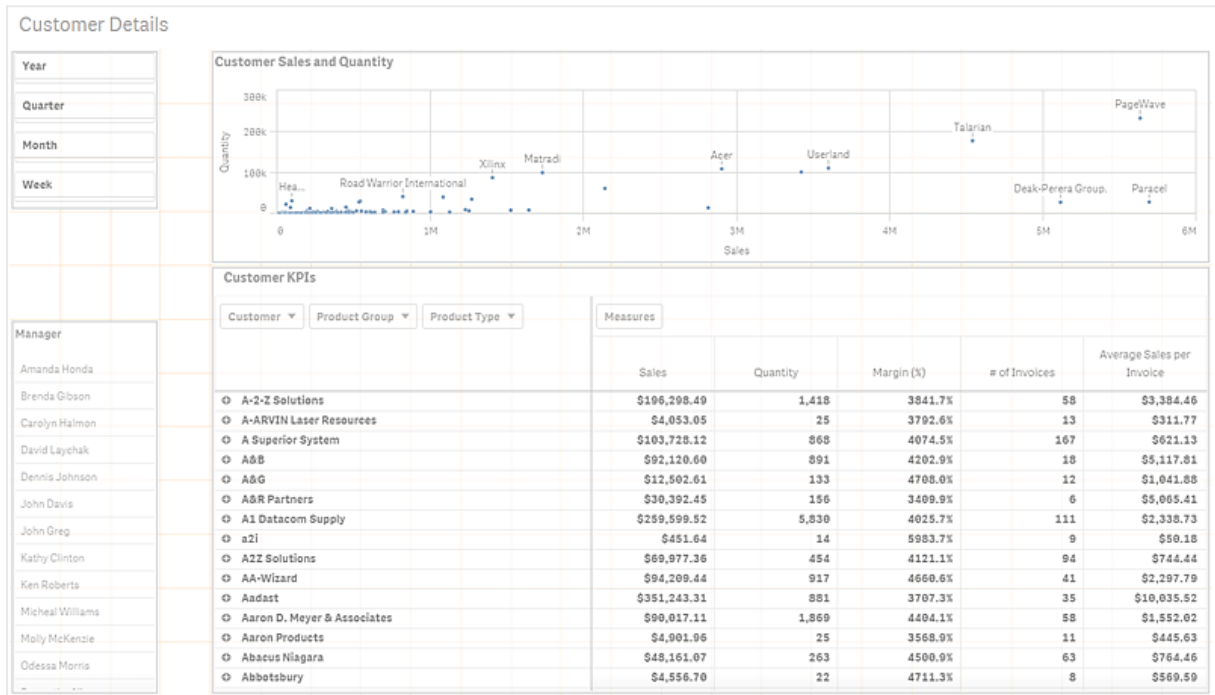 Customer Details
Year
Quarter
Month
Week
Customer Sales and Quantity
300k
200k
100k
0
Quantity
PageWave
Talarian
Userland
Acer
Matradi
Xilinx
Road Warrior International
Hea...
Deak-Perera Group.
Paracel
0 1M 2M 3M 4M 5M 6M
Sales
Customer KPIs
Customer Product Group Product Type Measures
Sales Quantity Margin (%) # of Invoices Average Sales per
Invoice
A-2-Z Solutions $196,298.49 1,418 3841.7% 58 $3,384.46
A-ARVIN Laser Resources $4,053.05 25 3792.6% 13 $311.77
A Superior System $103,728.12 868 4074.5% 167 $621.13
A&B $92,120.60 891 4202.9% 18 $5,117.81
A&G $12,502.61 133 4708.0% 12 $1,041.88
A&R Partners $30,392.45 156 3409.9% 6 $5,065.41
A1 Datacom Supply $259,599.52 5,830 4025.7% 111 $2,338.73
a2i $451.64 14 5983.7% 9 $50.18
A2Z Solutions $69,977.36 454 4121.1% 94 $744.44
AA-Wizard $94,209.44 917 4660.6% 41 $2,297.79
Aadast $351,243.31 881 3707.3% 35 $10,035.52
Aaron D. Meyer & Associates $90,017.11 1,869 4404.1% 58 $1,552.02
Aaron Products $4,901.96 25 3568.9% 11 $445.63
Abacus Niagara $48,161.07 263 4500.9% 63 $764.46
Abbotsbury $4,556.70 22 4711.3% 8 $569.59
Manager
Amanda Honda
Brenda Gibson
Carolyn Halmon
David Laychak
Dennis Johnson
John Davis
John Greg
Kathy Clinton
Ken Roberts
Micheal Williams
Molly McKenzie
Odessa Morris